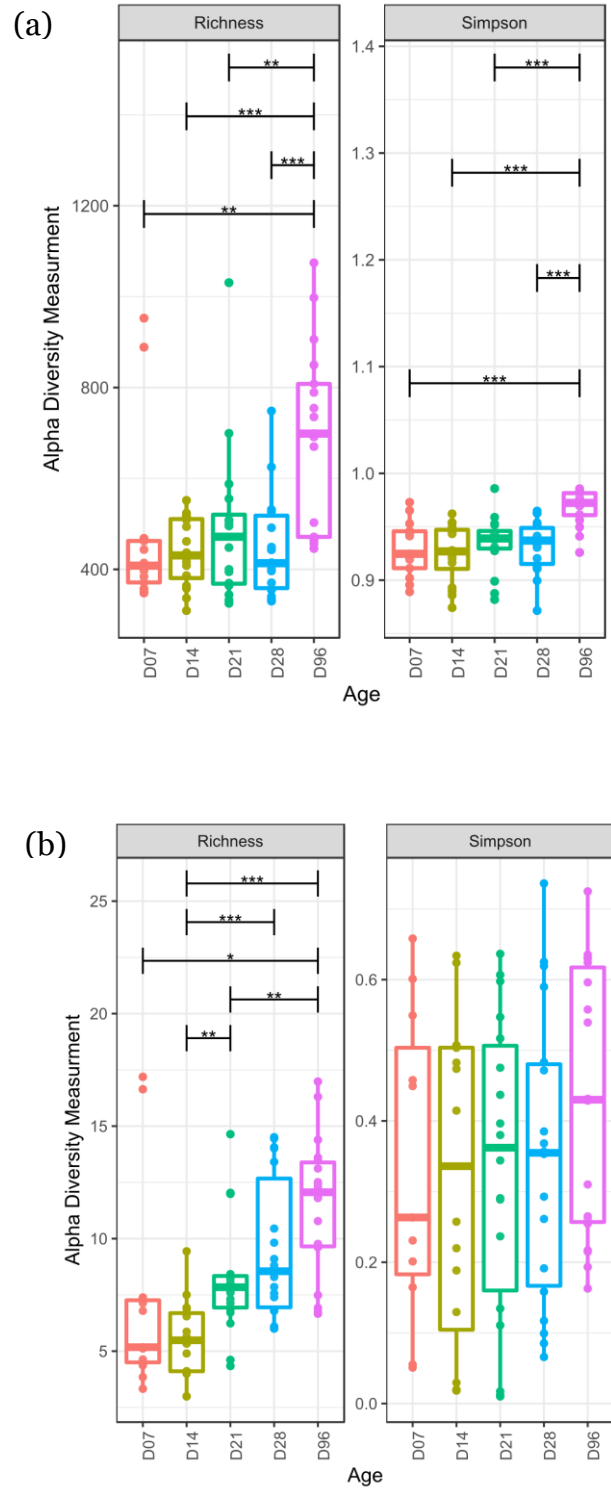 (a)
Richness
Simpson
Alpha Diversity Measurment
1200
800
400
**
***
***
**
1.4
1.3
1.2
1.1
1.0
0.9
***
***
***
***
D07 D14 D21 D28 D96
D07 D14 D21 D28 D96
Age
(b)
Richness
Simpson
Alpha Diversity Measurment
25
20
15
10
5
***
***
*
**
**
0.6
0.4
0.2
0.0
D07 D14 D21 D28 D96
D07 D14 D21 D28 D96
Age